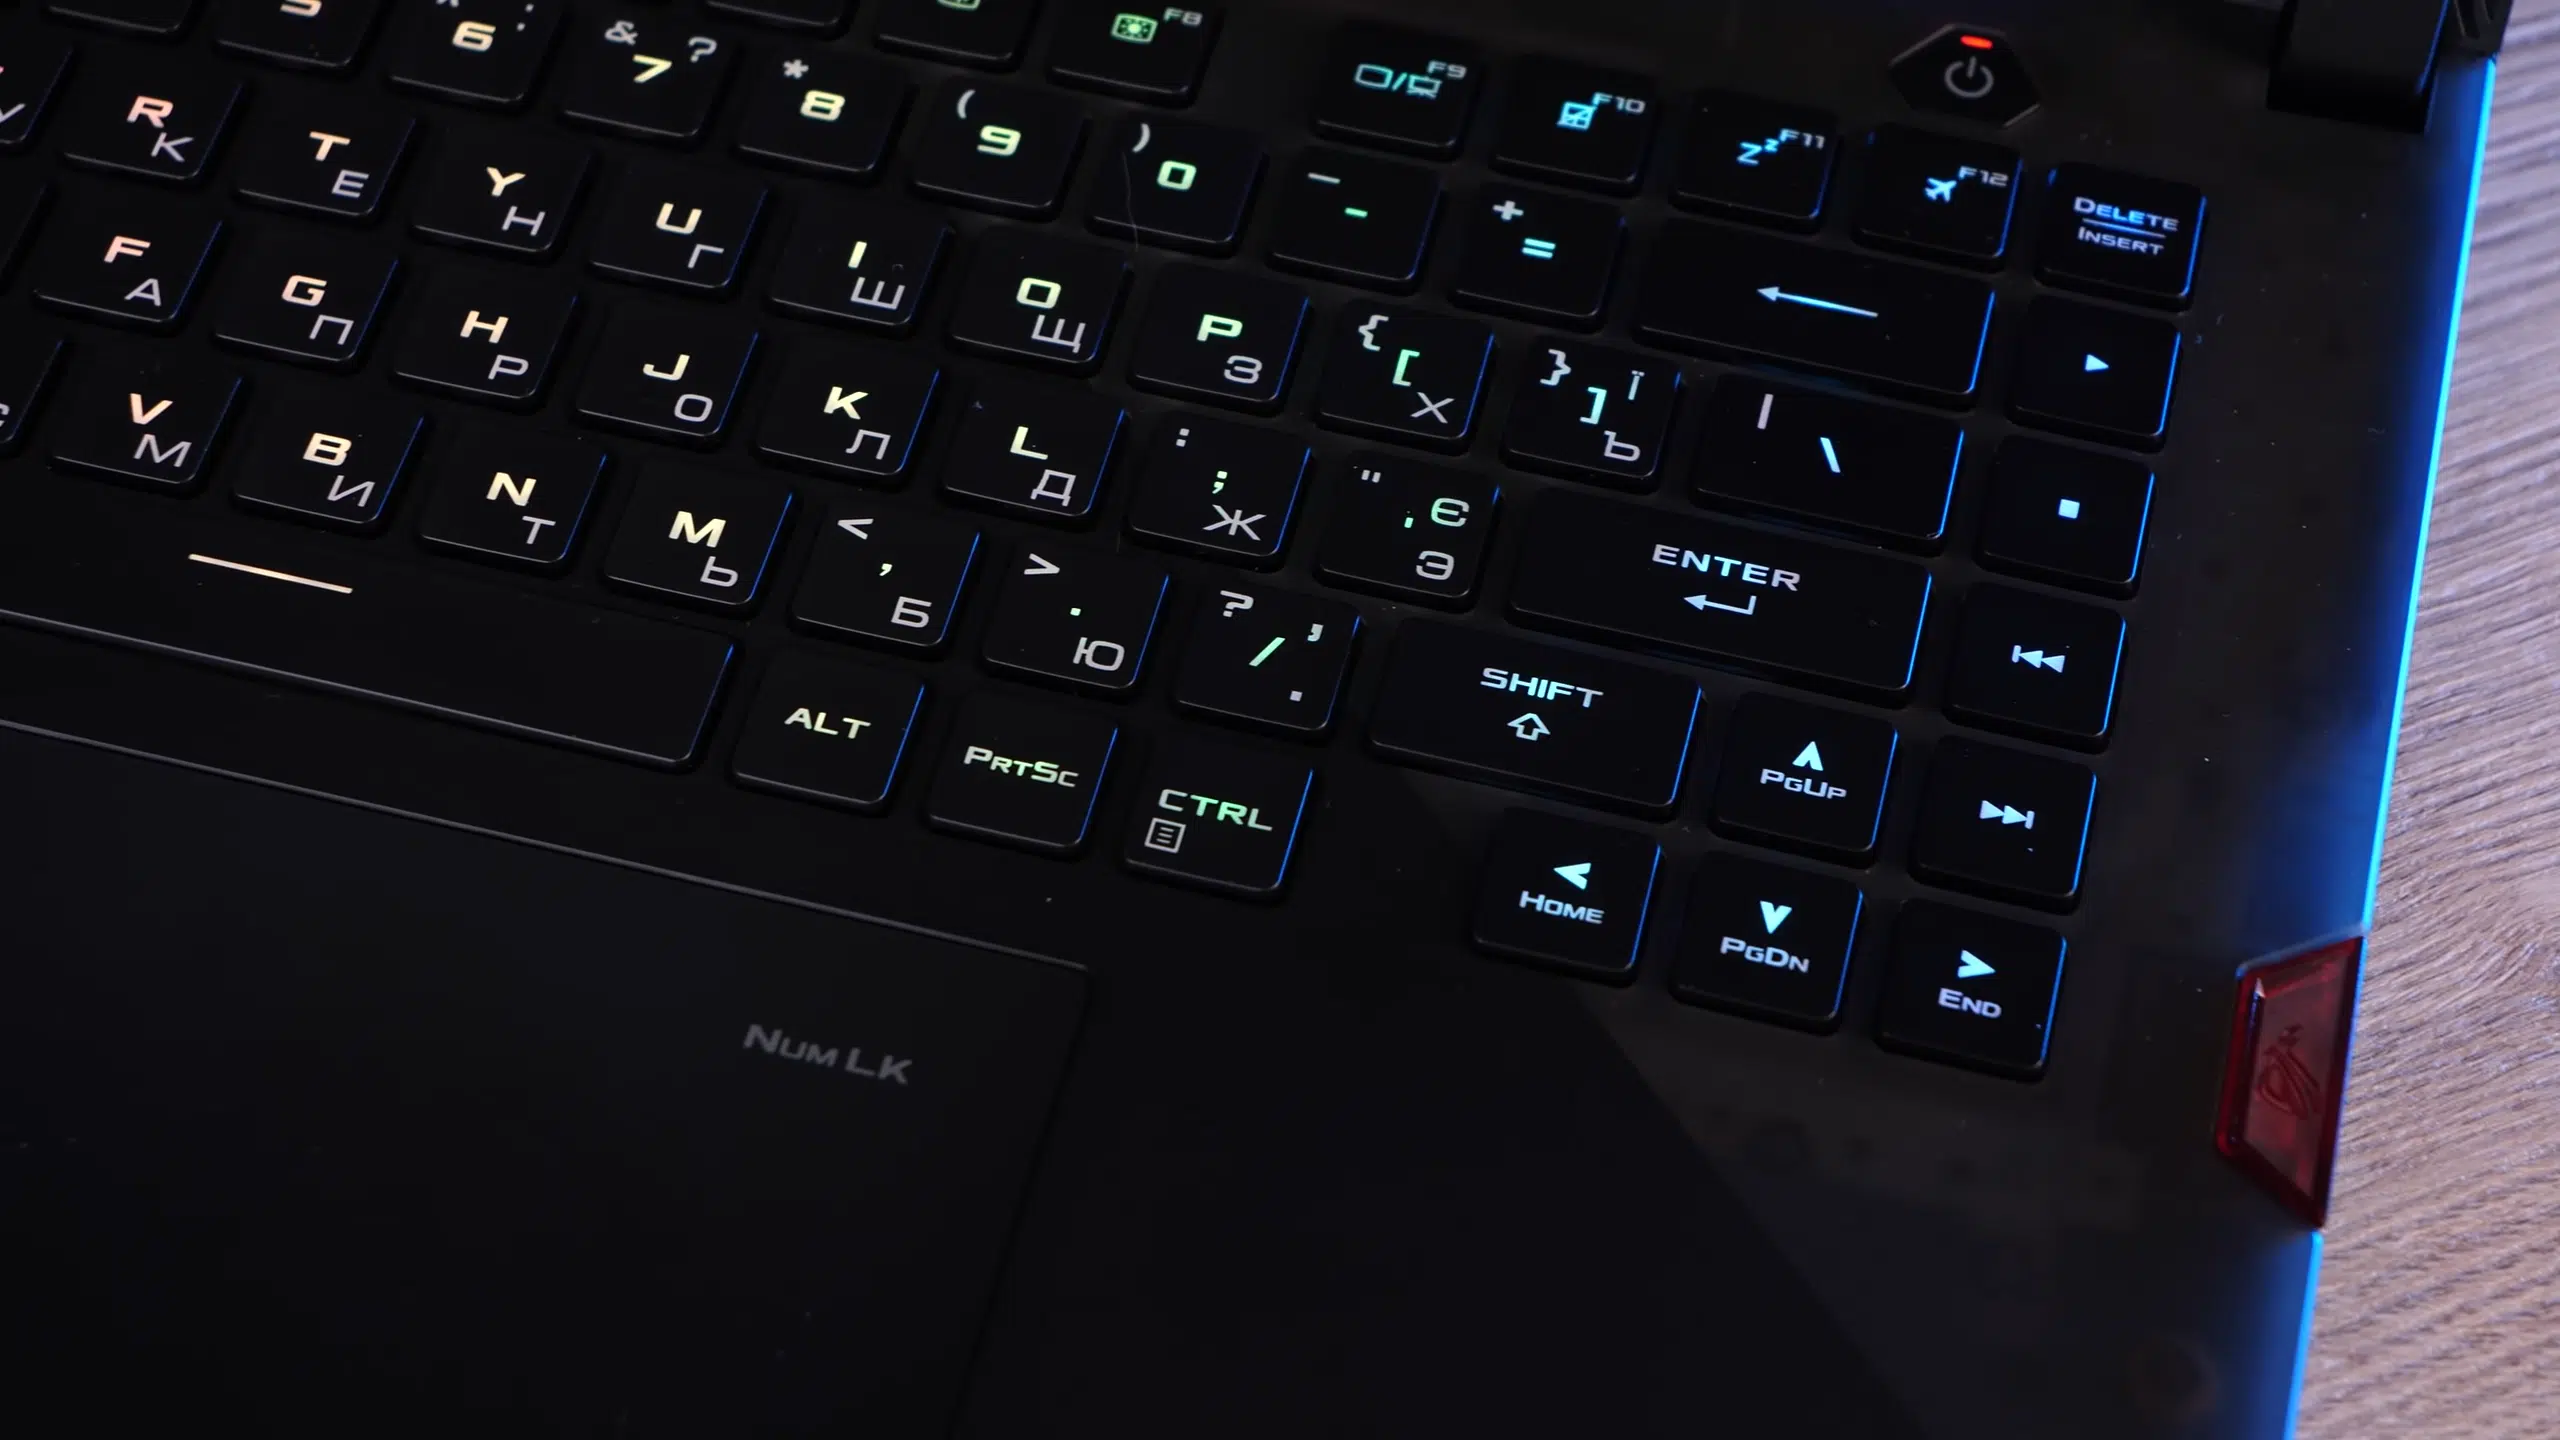 F8
F9
F10
F11
F12
DELETE
INSERT
6 :
& 7 ?
* 8
( 9
) 0
_ -
+ =
R К
T Е
Y Н
U Г
I Ш
O Щ
P З
{ [ Х
} ] Ї Ъ
| \
F А
G П
H Р
J О
K Л
L Д
: ; Ж
" ' Є Э
ENTER
V М
B И
N Т
M Ь
< , Б
> . Ю
? / , .
SHIFT
ALT
PRTSC
CTRL
PGUP
HOME
PGDN
END
NUM LK